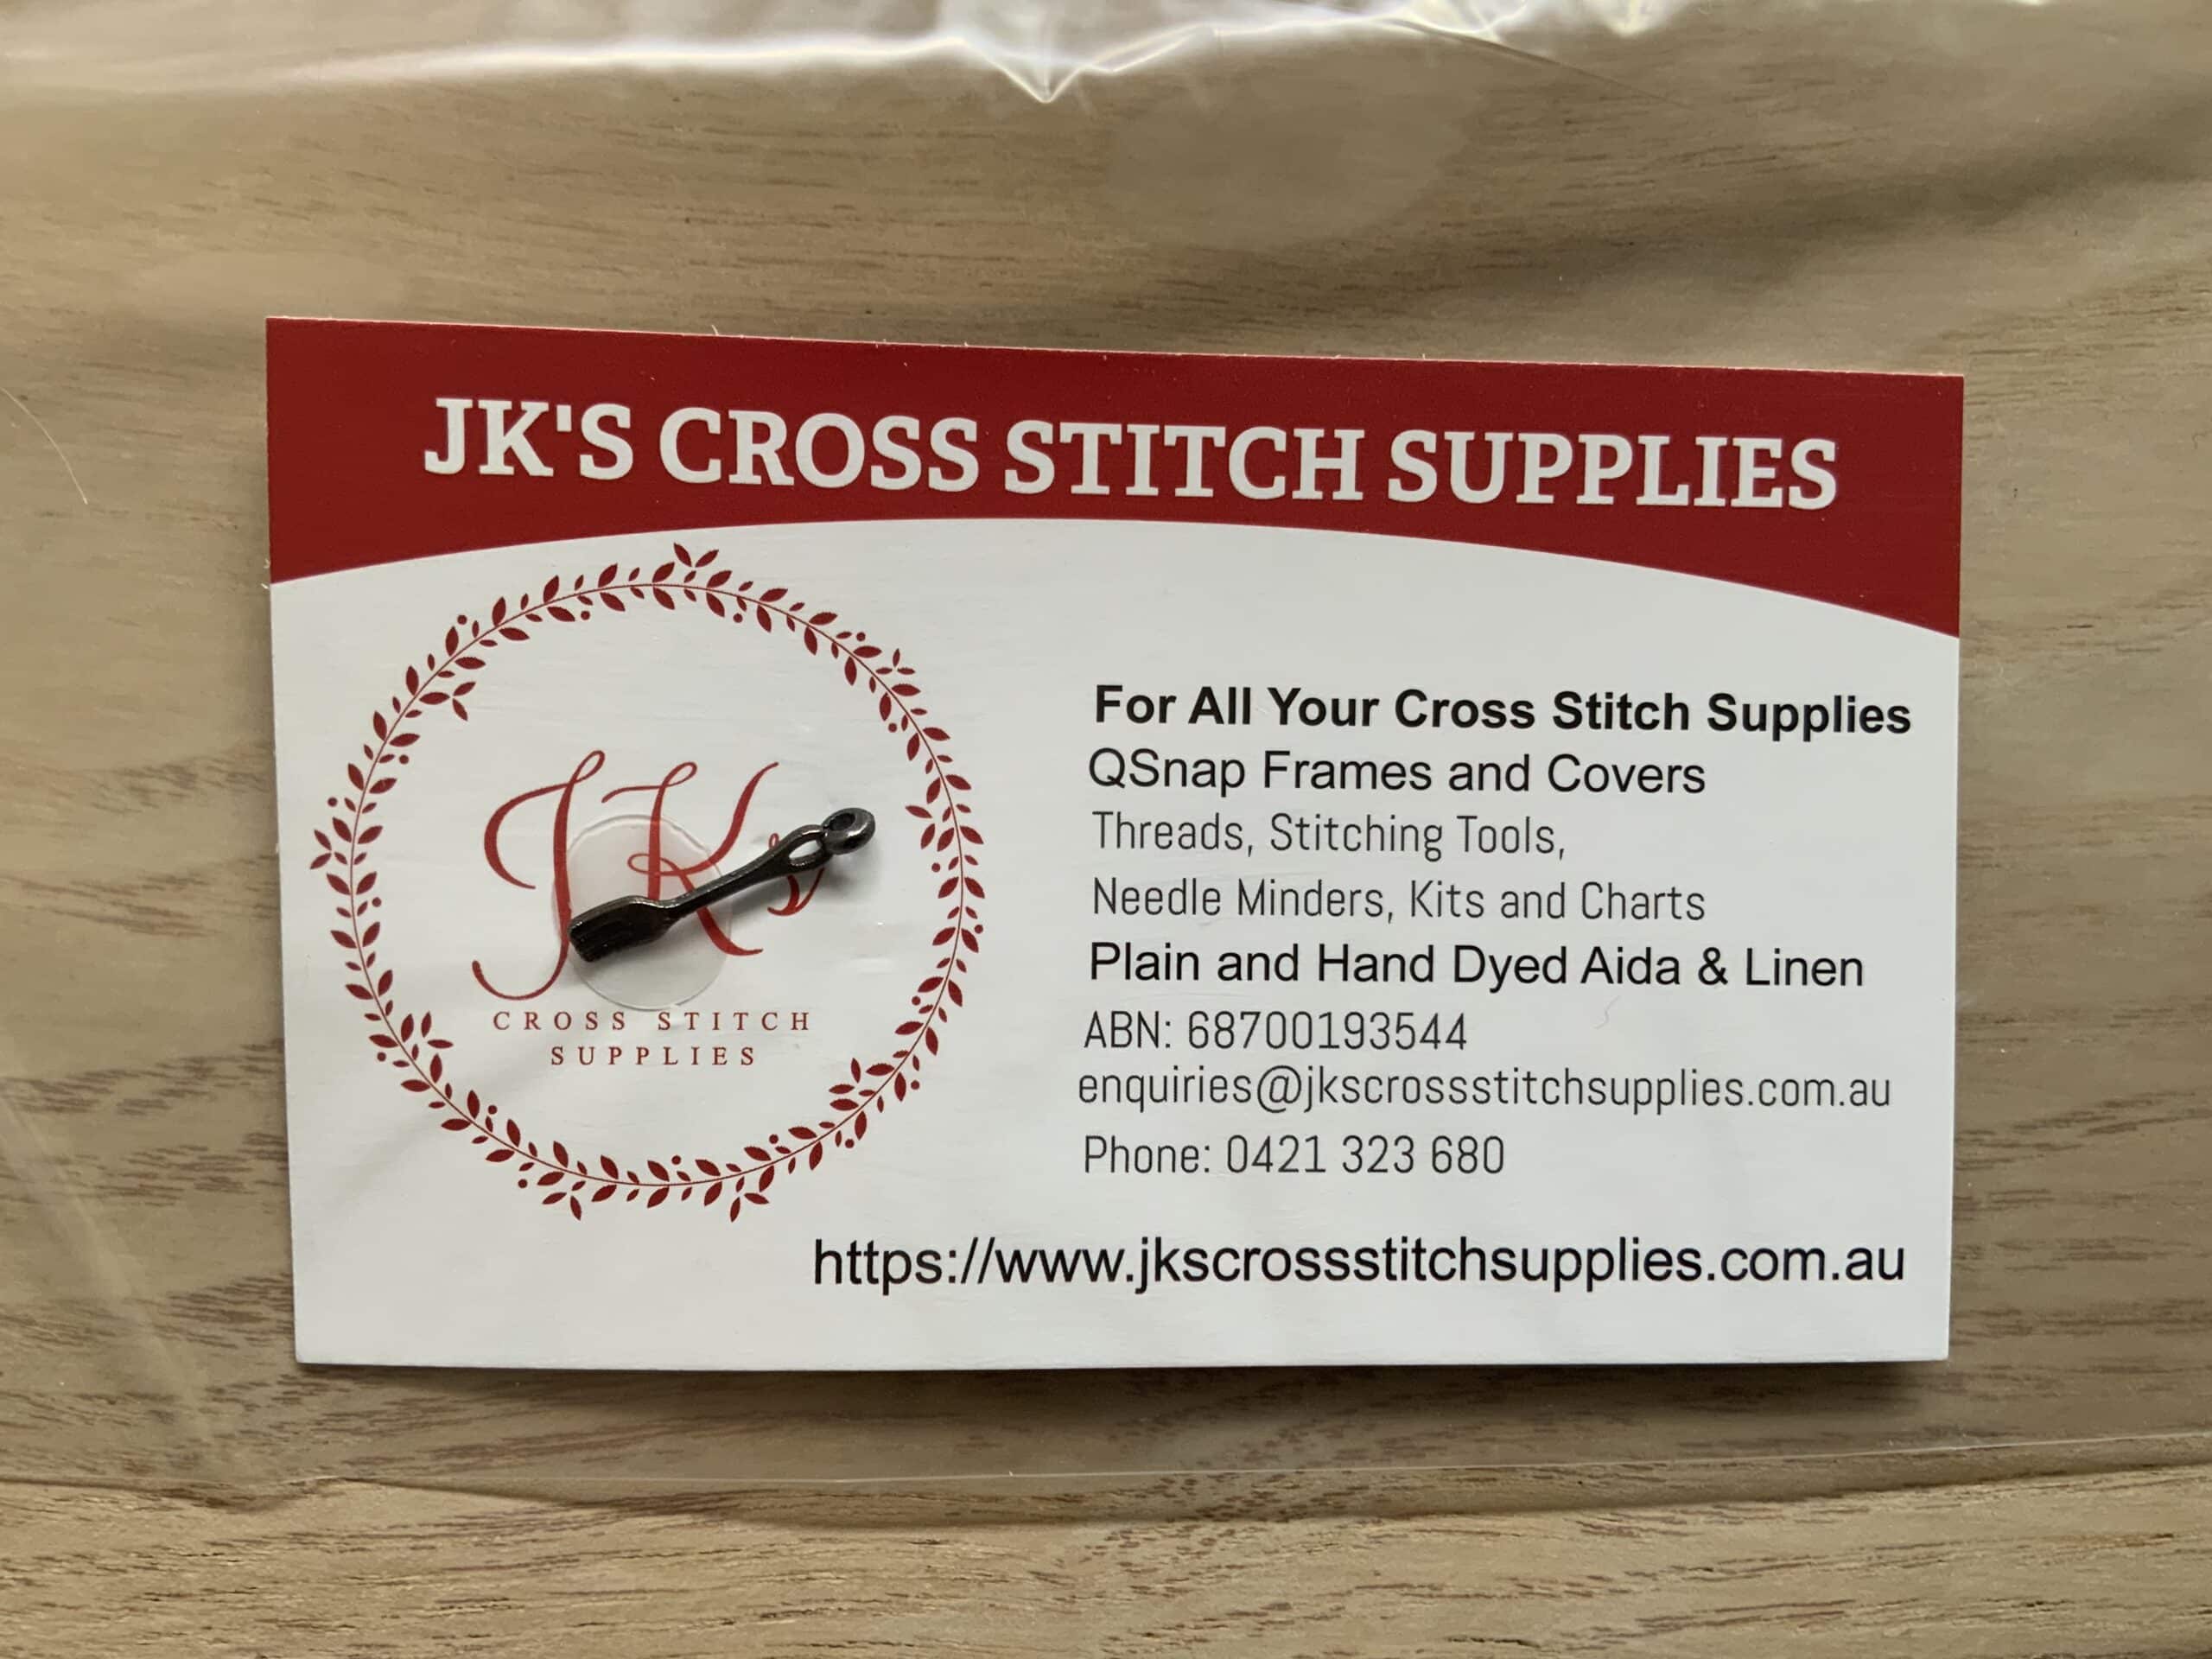 JK'S CROSS STITCH SUPPLIES
JKs
CROSS STITCH
SUPPLIES
For All Your Cross Stitch Supplies
QSnap Frames and Covers
Threads, Stitching Tools,
Needle Minders, Kits and Charts
Plain and Hand Dyed Aida & Linen
ABN: 68700193544
enquiries@jkscrossstitchsupplies.com.au
Phone: 0421 323 680
https://www.jkscrossstitchsupplies.com.au